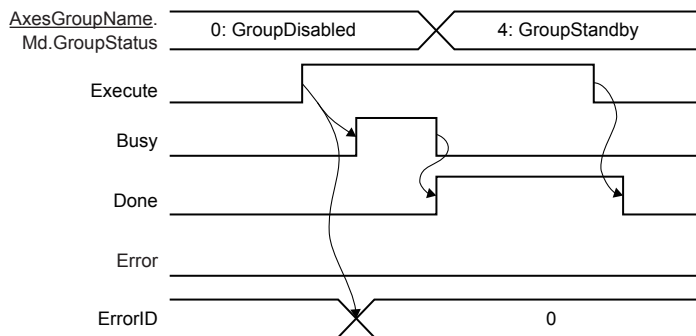 AxesGroupName.
Md.GroupStatus
0: GroupDisabled
4: GroupStandby
Execute
Busy
Done
Error
ErrorID
0